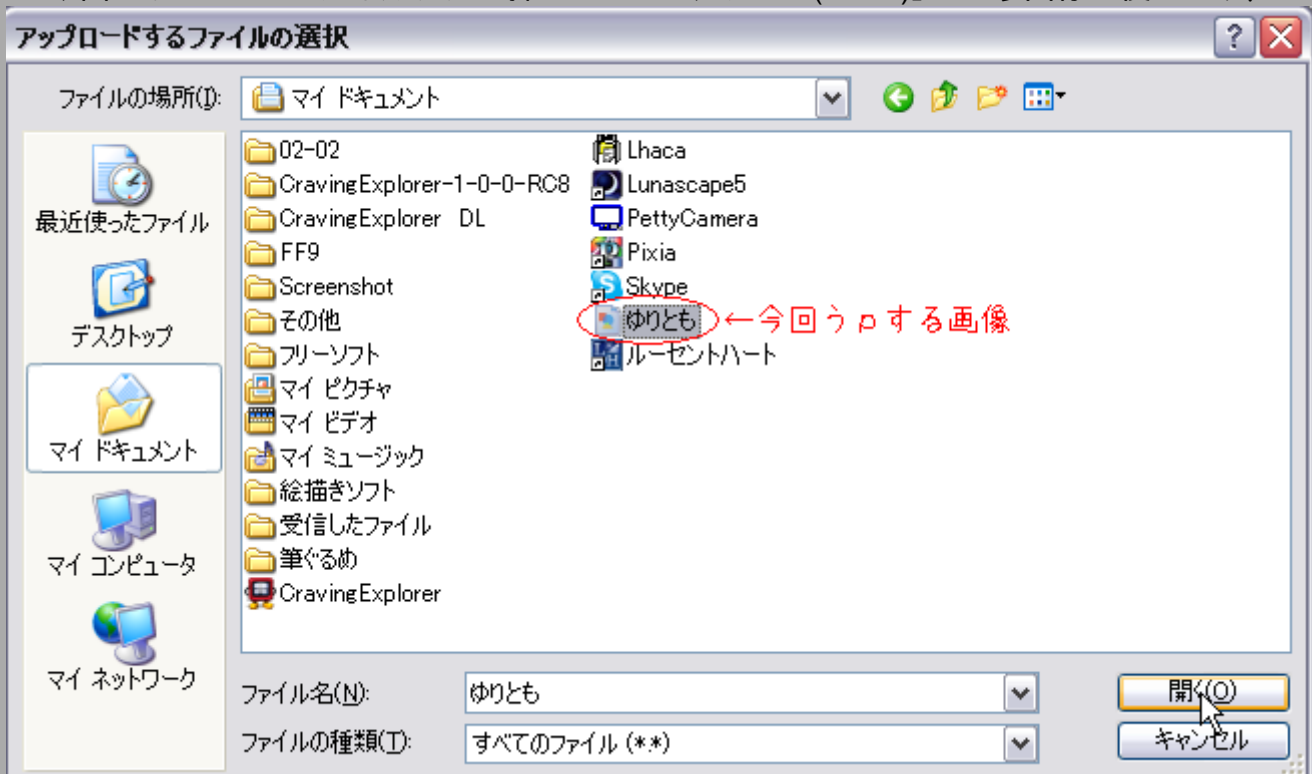 アップロードするファイルの選択
ファイルの場所(I):
マイ ドキュメント
最近使ったファイル
デスクトップ
マイ ドキュメント
マイ コンピュータ
マイ ネットワーク
02-02
CravingExplorer-1-0-0-RC8
CravingExplorer DL
FF9
Screenshot
その他
フリーソフト
マイ ピクチャ
マイ ビデオ
マイ ミュージック
絵描きソフト
受信したファイル
筆ぐるめ
CravingExplorer
Lhaca
Lunascape5
PettyCamera
Pixia
Skype
ゆりとも ←今回うpする画像
ルーセントハート
ファイル名(N): ゆりとも
開く(O)
ファイルの種類(T): すべてのファイル (*.*)
キャンセル